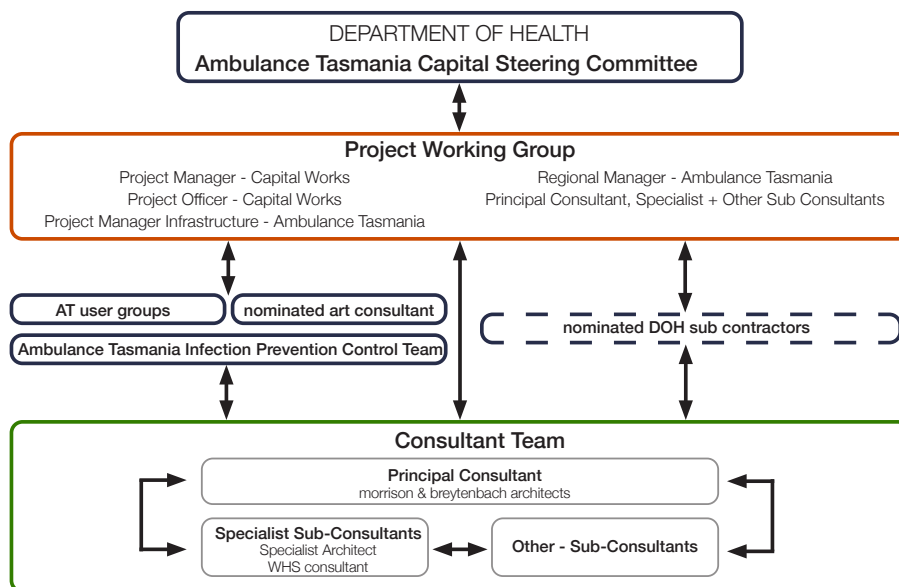 DEPARTMENT OF HEALTH
Ambulance Tasmania Capital Steering Committee
Project Working Group
Project Manager - Capital Works
Project Officer - Capital Works
Project Manager Infrastructure - Ambulance Tasmania
Regional Manager - Ambulance Tasmania
Principal Consultant, Specialist + Other Sub Consultants
AT user groups
nominated art consultant
Ambulance Tasmania Infection Prevention Control Team
nominated DOH sub contractors
Consultant Team
Principal Consultant
morrison & breytenbach architects
Specialist Sub-Consultants
Specialist Architect
WHS consultant
Other - Sub-Consultants